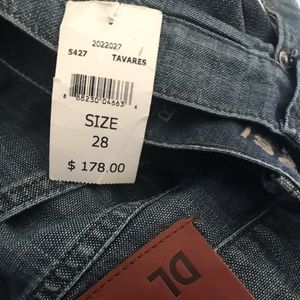 2022027
5427 TAVARES
SIZE
28
$ 178.00
DL